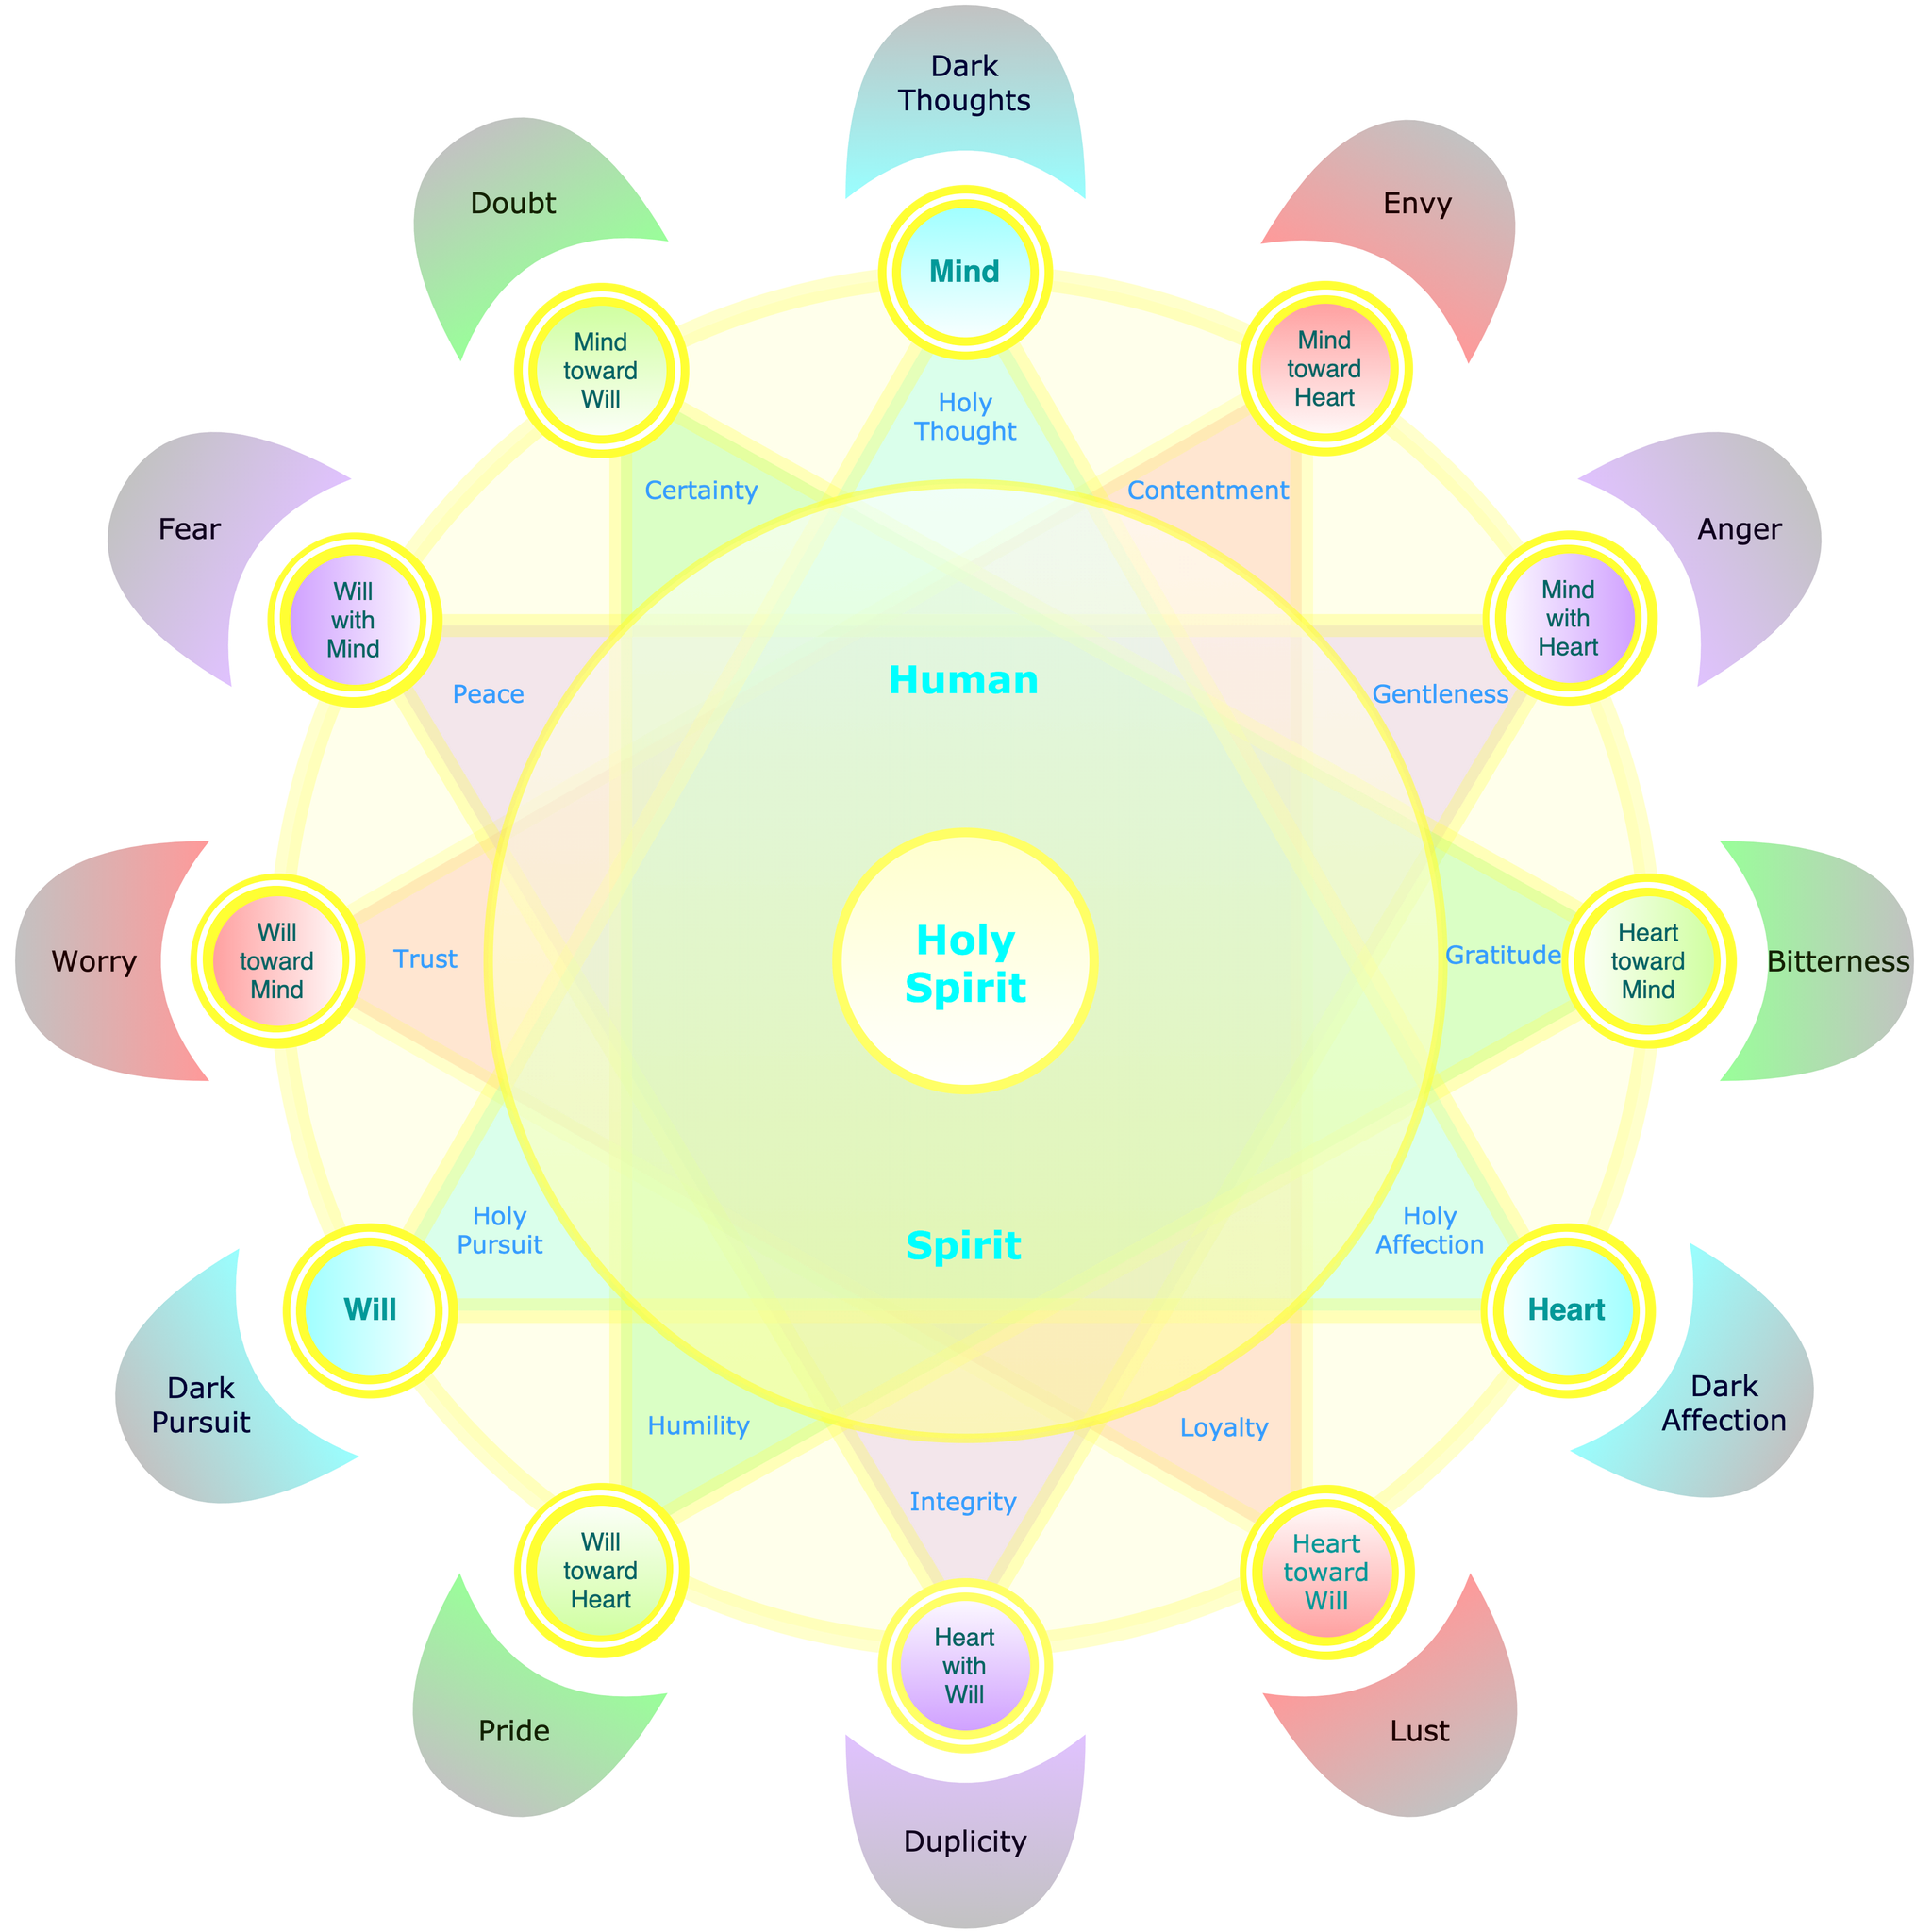 Dark
Thoughts
Doubt
Envy
Mind
Mind
toward
Will
Mind
toward
Heart
Holy
Thought
Certainty
Contentment
Fear
Anger
Will
with
Mind
Mind
with
Heart
Human
Peace
Gentleness
Worry
Will
toward
Mind
Trust
Holy
Spirit
Gratitude
Heart
toward
Mind
Bitterness
Holy
Pursuit
Spirit
Holy
Affection
Will
Heart
Dark
Pursuit
Dark
Affection
Humility
Loyalty
Integrity
Will
toward
Heart
Heart
toward
Will
Heart
with
Will
Pride
Lust
Duplicity